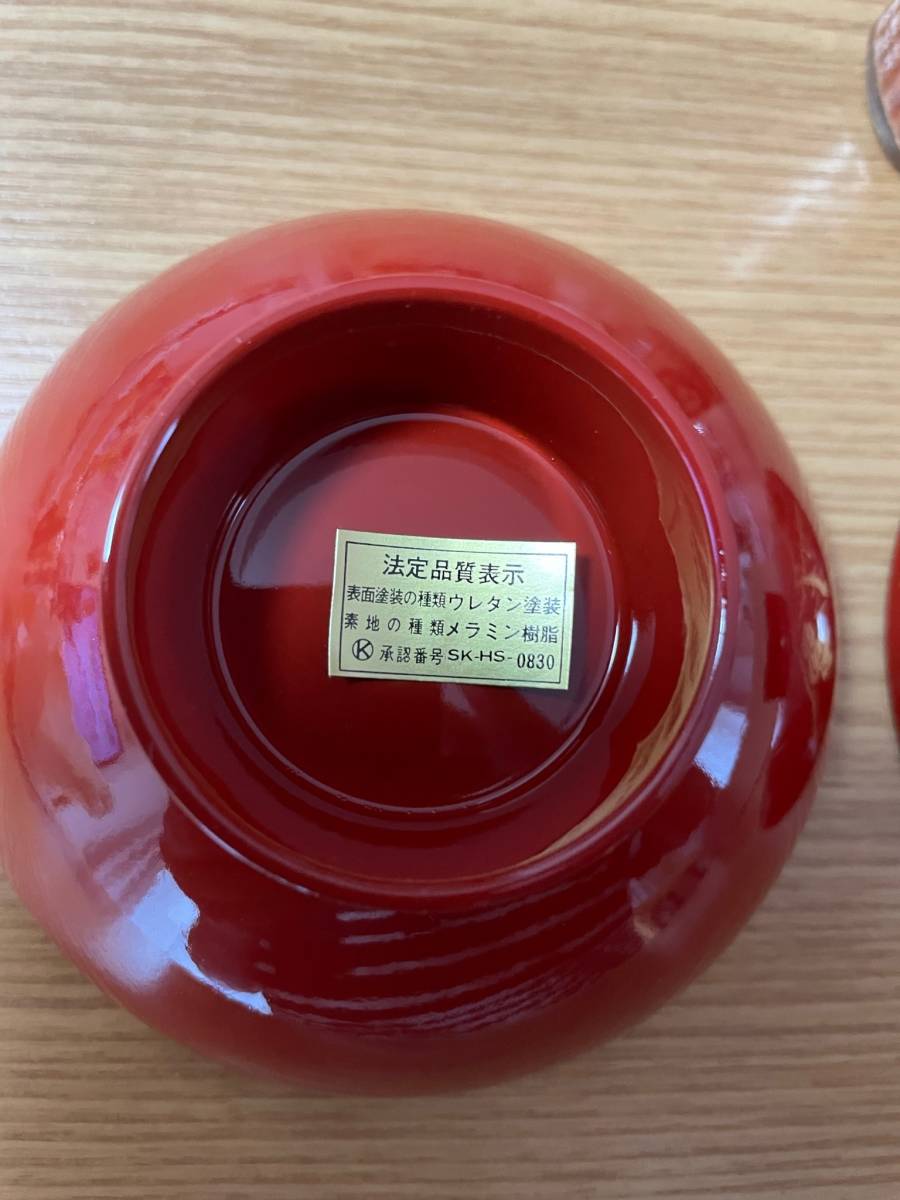 法定品質表示
表面塗装の種類ウレタン塗装
素地の種類メラミン樹脂
Ⓚ承認番号SK-HS-0830